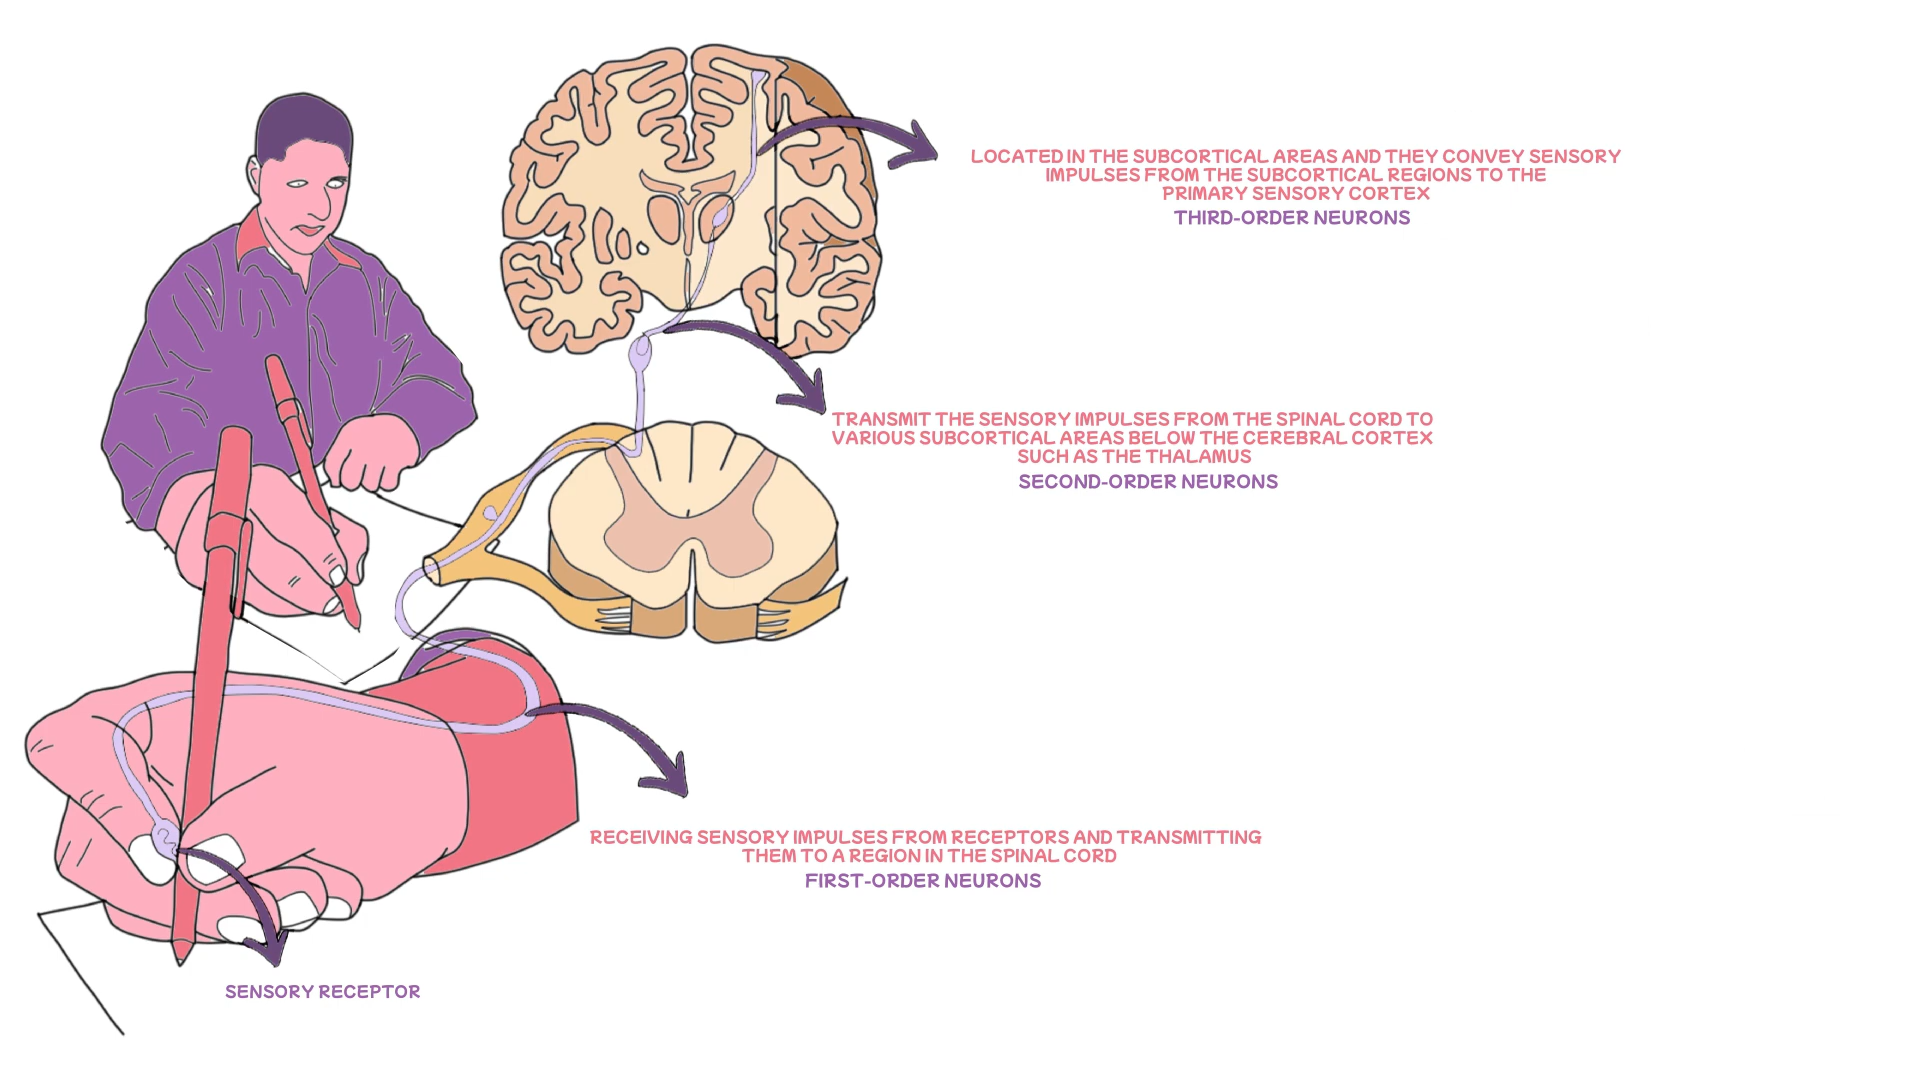 LOCATED IN THE SUBCORTICAL AREAS AND THEY CONVEY SENSORY
IMPULSES FROM THE SUBCORTICAL REGIONS TO THE
PRIMARY SENSORY CORTEX
THIRD-ORDER NEURONS
TRANSMIT THE SENSORY IMPULSES FROM THE SPINAL CORD TO
VARIOUS SUBCORTICAL AREAS BELOW THE CEREBRAL CORTEX
SUCH AS THE THALAMUS
SECOND-ORDER NEURONS
RECEIVING SENSORY IMPULSES FROM RECEPTORS AND TRANSMITTING
THEM TO A REGION IN THE SPINAL CORD
FIRST-ORDER NEURONS
SENSORY RECEPTOR